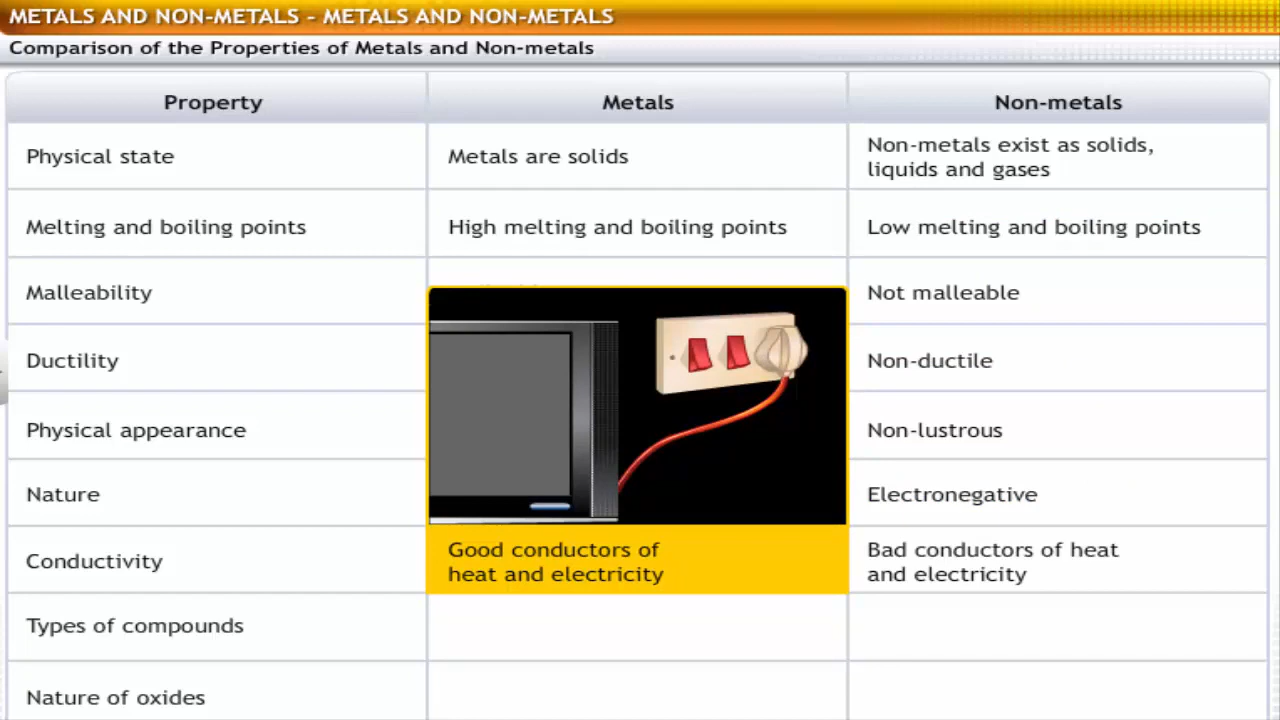 METALS AND NON-METALS - METALS AND NON-METALS
Comparison of the Properties of Metals and Non-metals
Property Metals Non-metals
Physical state Metals are solids Non-metals exist as solids,
liquids and gases
Melting and boiling points High melting and boiling points Low melting and boiling points
Malleability Not malleable
Ductility Non-ductile
Physical appearance Non-lustrous
Nature Electronegative
Conductivity Good conductors of
heat and electricity Bad conductors of heat
and electricity
Types of compounds
Nature of oxides